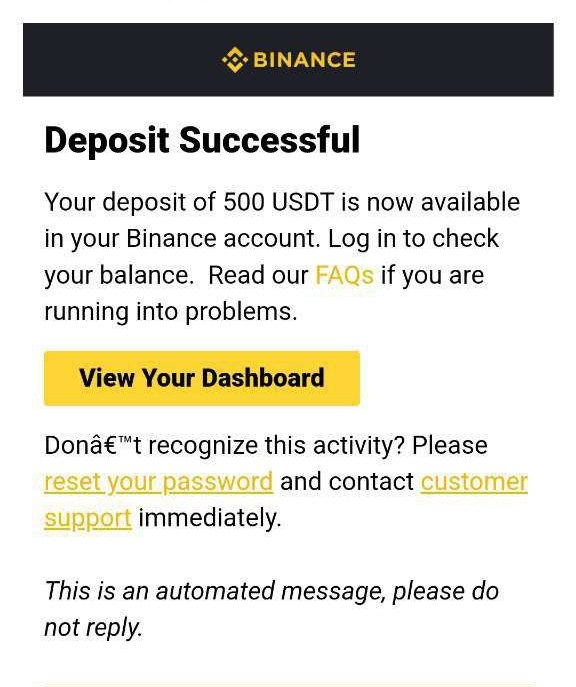 BINANCE
Deposit Successful
Your deposit of 500 USDT is now available
in your Binance account. Log in to check
your balance.  Read our FAQs if you are
running into problems.
View Your Dashboard
Donâ€™t recognize this activity? Please
reset your password and contact customer
support immediately.
This is an automated message, please do
not reply.